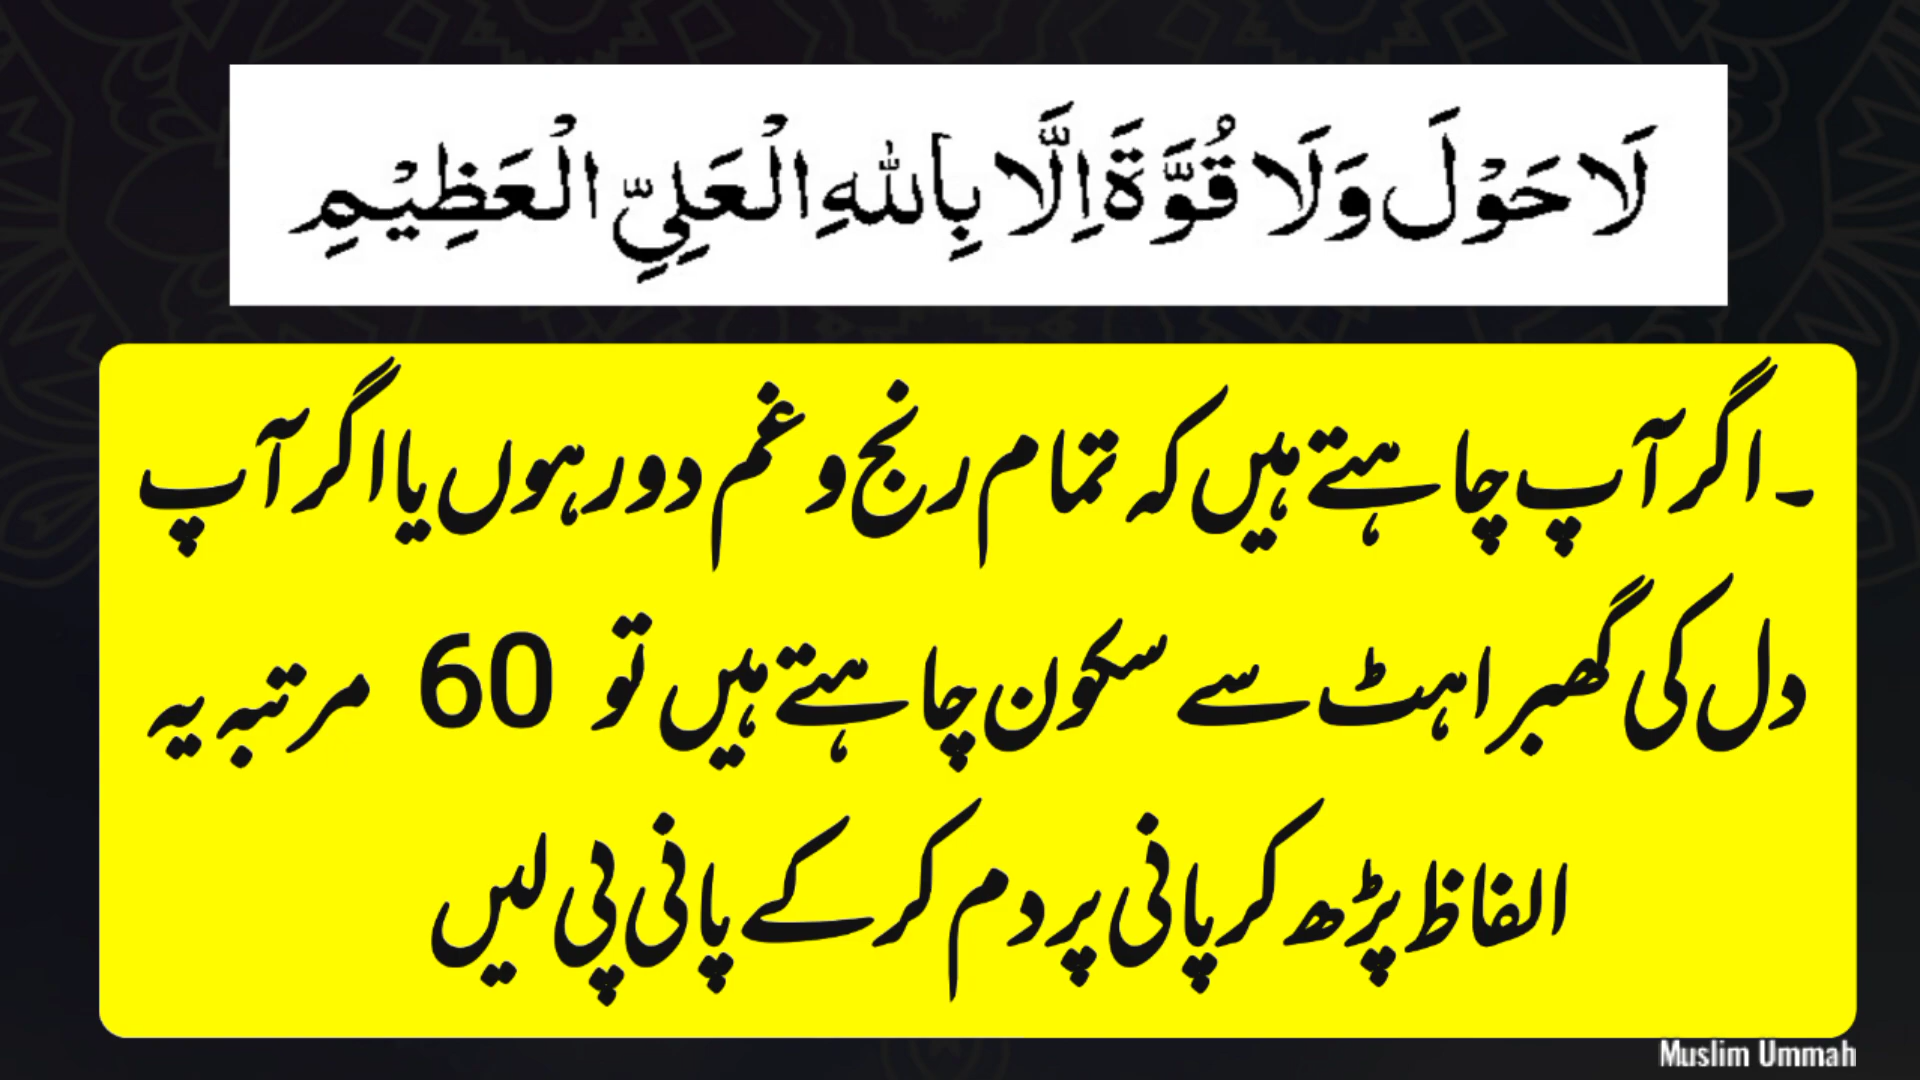 لَا حَوْلَ وَلَا قُوَّةَ اِلَّا بِاللهِ الْعَلِيِّ الْعَظِيْمِ
۔اگر آپ چاہتے ہیں کہ تمام رنج و غم دور ہوں یا اگر آپ
دل کی گھبراہٹ سے سکون چاہتے ہیں تو 60 مرتبہ یہ
الفاظ پڑھ کر پانی پر دم کر کے پانی پی لیں
Muslim Ummah